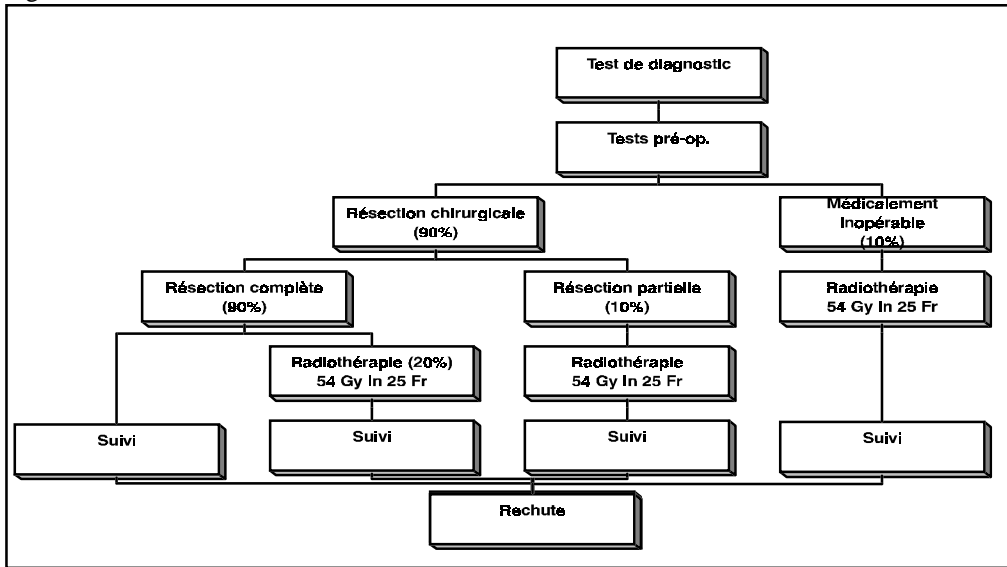 Test de diagnostic
Tests pré-op.
Résection chirurgicale
(90%)
Médicalement
Inopérable
(10%)
Résection complète
(90%)
Résection partielle
(10%)
Radiothérapie
54 Gy In 25 Fr
Radiothérapie (20%)
54 Gy In 25 Fr
Radiothérapie
54 Gy In 25 Fr
Suivi
Suivi
Suivi
Suivi
Rechute